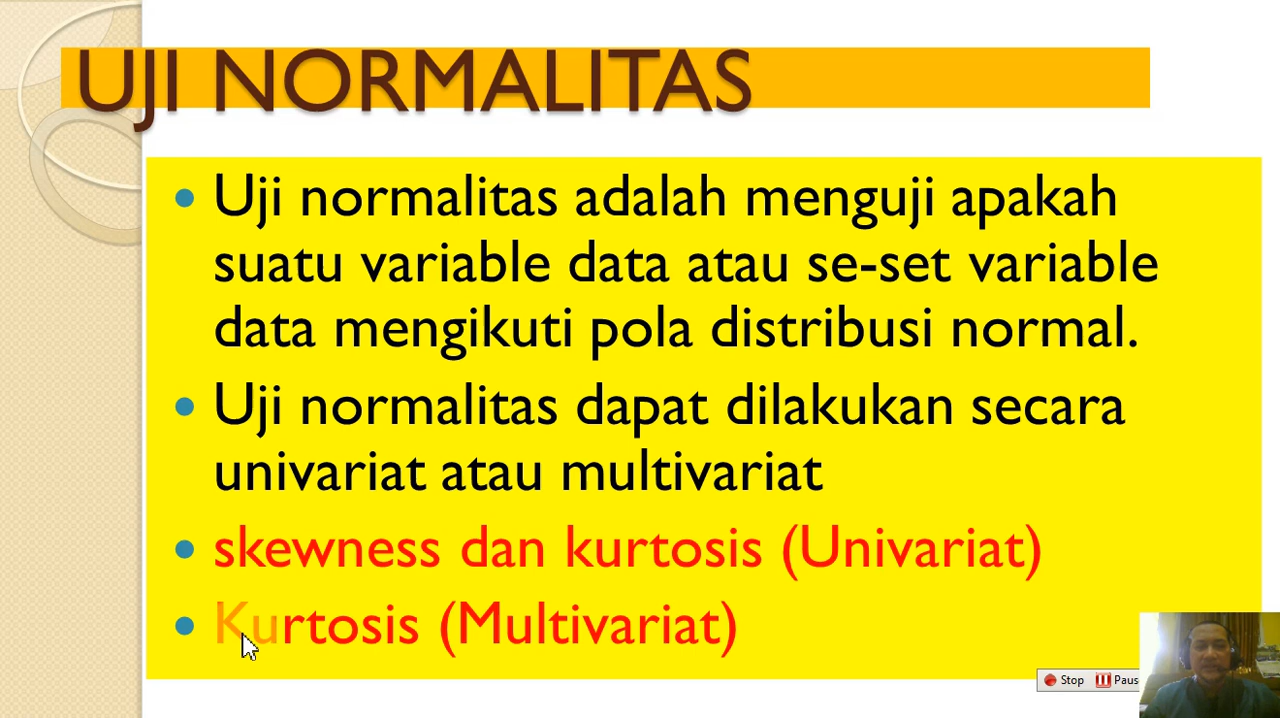 UJI NORMALITAS
• Uji normalitas adalah menguji apakah
suatu variable data atau se-set variable
data mengikuti pola distribusi normal.
• Uji normalitas dapat dilakukan secara
univariat atau multivariat
• skewness dan kurtosis (Univariat)
• Kurtosis (Multivariat)
Stop Paus